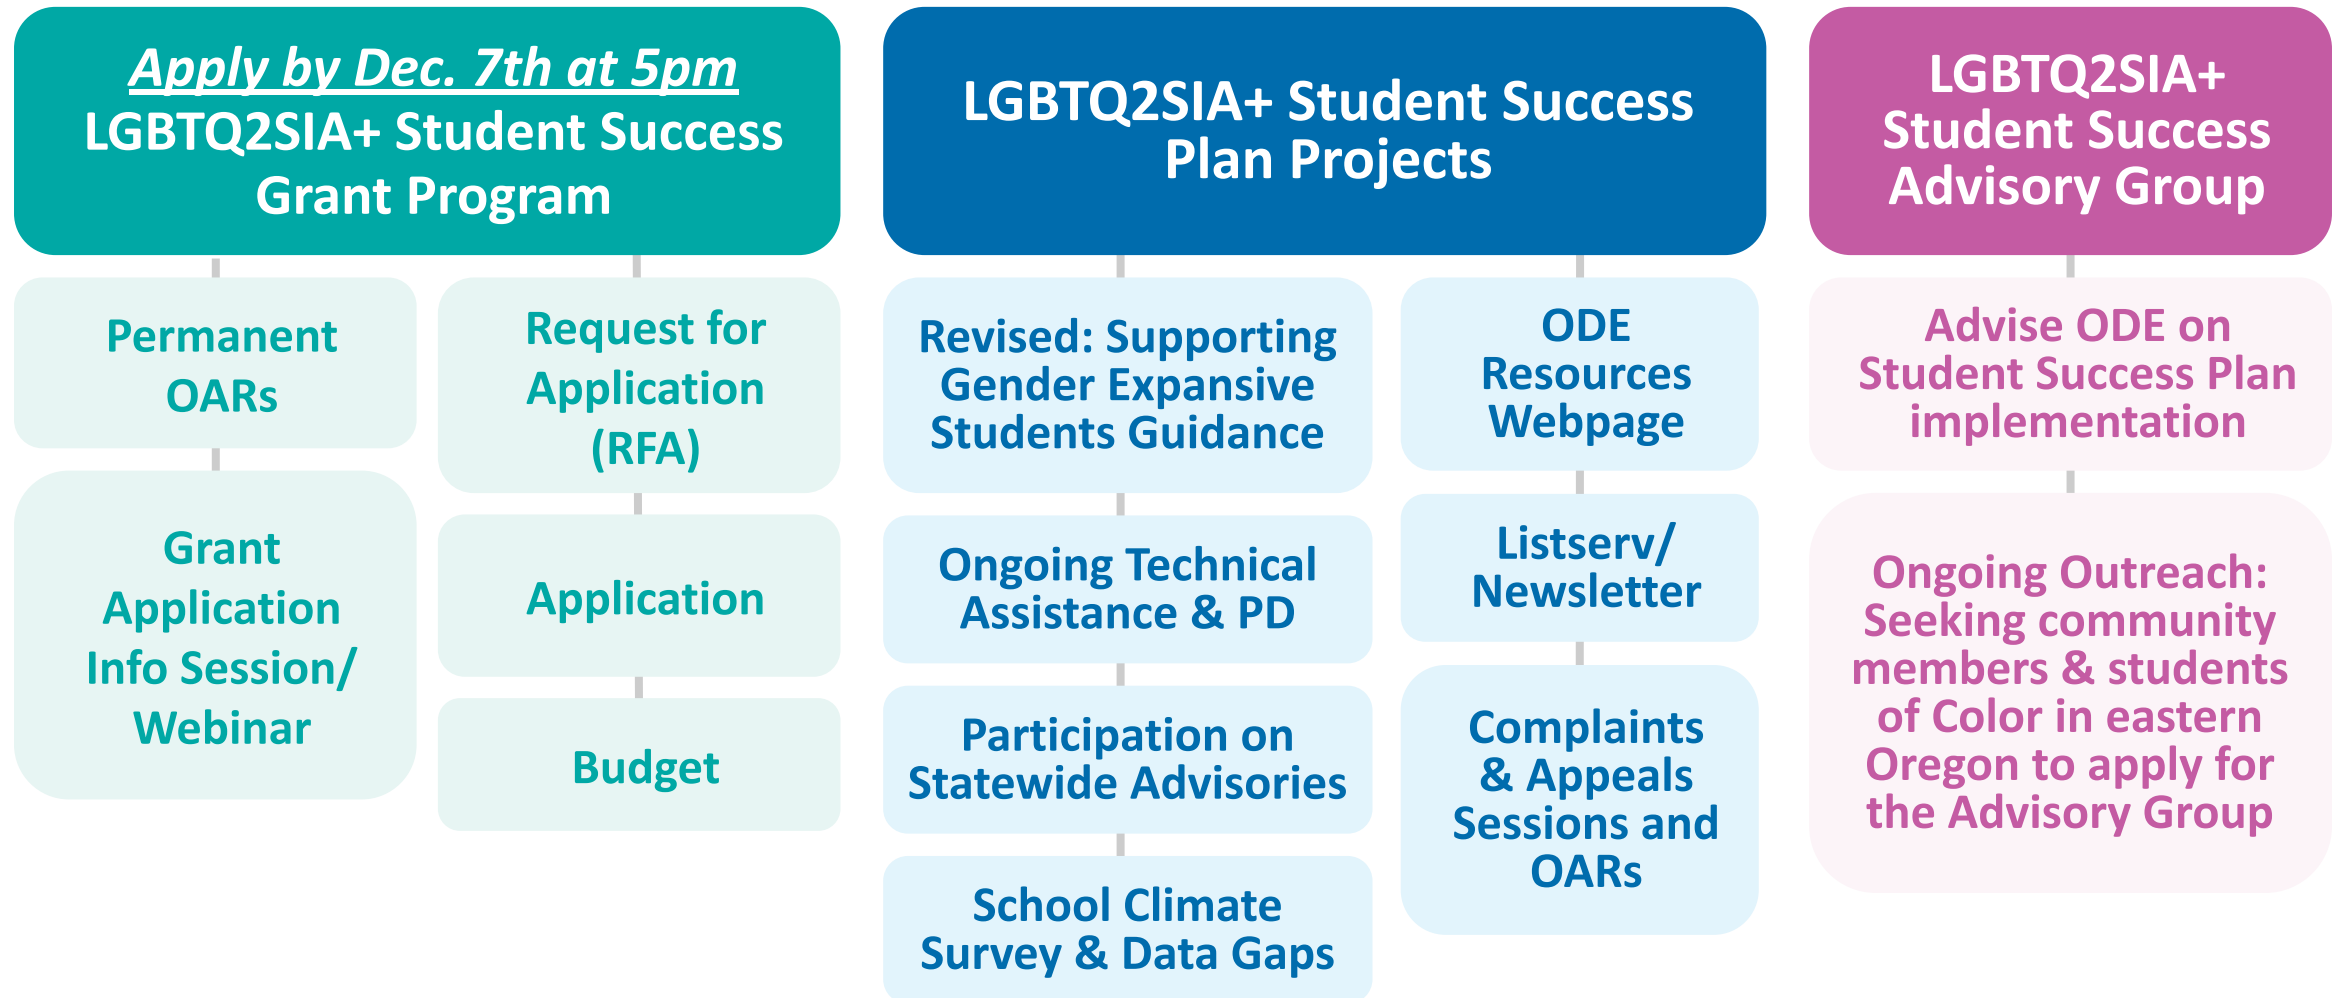 Apply by Dec. 7th at 5pm
LGBTQ2SIA+ Student Success
Grant Program
Permanent
OARs
Grant
Application
Info Session/
Webinar
Request for
Application
(RFA)
Application
Budget
LGBTQ2SIA+ Student Success
Plan Projects
Revised: Supporting
Gender Expansive
Students Guidance
Ongoing Technical
Assistance & PD
Participation on
Statewide Advisories
School Climate
Survey & Data Gaps
ODE
Resources
Webpage
Listserv/
Newsletter
Complaints
& Appeals
Sessions and
OARs
LGBTQ2SIA+
Student Success
Advisory Group
Advise ODE on
Student Success Plan
implementation
Ongoing Outreach:
Seeking community
members & students
of Color in eastern
Oregon to apply for
the Advisory Group